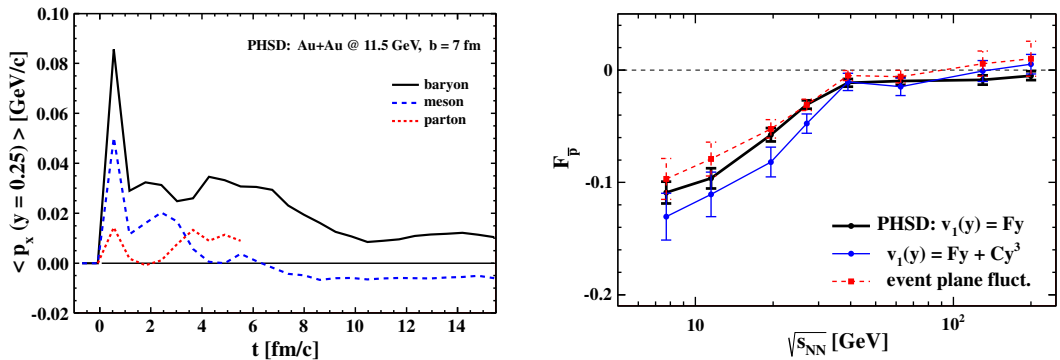 PHSD: Au+Au @ 11.5 GeV, b = 7 fm
baryon
meson
parton
< p_x (y = 0.25) > [GeV/c]
0.10
0.08
0.06
0.04
0.02
0.00
-0.02
0 2 4 6 8 10 12 14
t [fm/c]
F_p̅
0
-0.1
-0.2
PHSD: v_1(y) = Fy
v_1(y) = Fy + Cy^3
event plane fluct.
10 10^2
√s_NN [GeV]